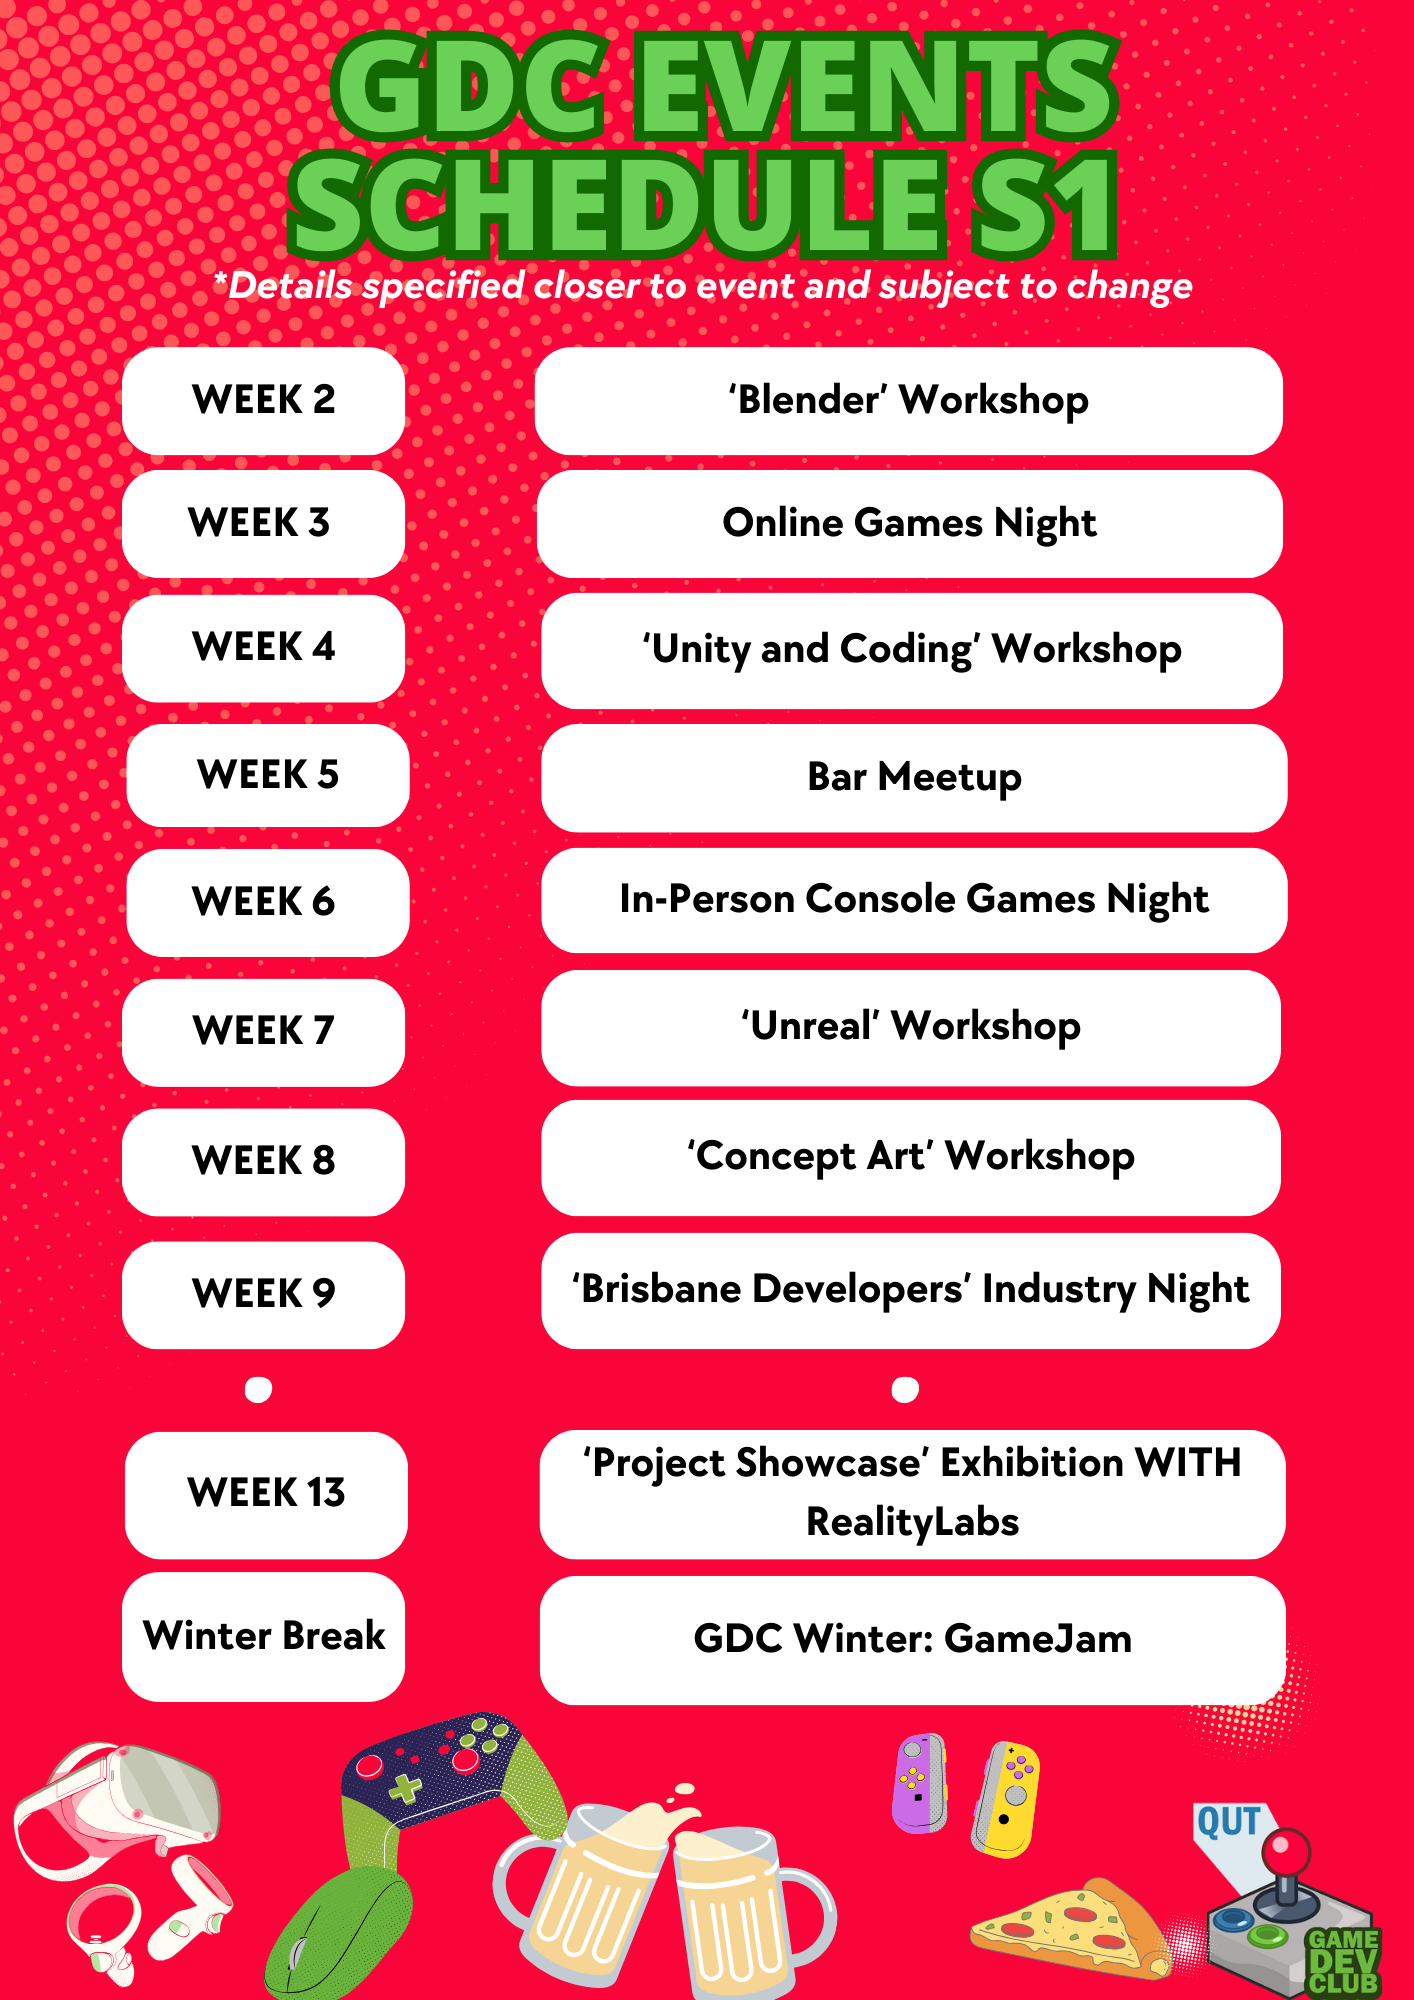 GDC EVENTS
SCHEDULE S1
*Details specified closer to event and subject to change
WEEK 2
‘Blender’ Workshop
WEEK 3
Online Games Night
WEEK 4
‘Unity and Coding’ Workshop
WEEK 5
Bar Meetup
WEEK 6
In-Person Console Games Night
WEEK 7
‘Unreal’ Workshop
WEEK 8
‘Concept Art’ Workshop
WEEK 9
‘Brisbane Developers’ Industry Night
WEEK 13
‘Project Showcase’ Exhibition WITH
RealityLabs
Winter Break
GDC Winter: GameJam
QUT
GAME
DEV
CLUB